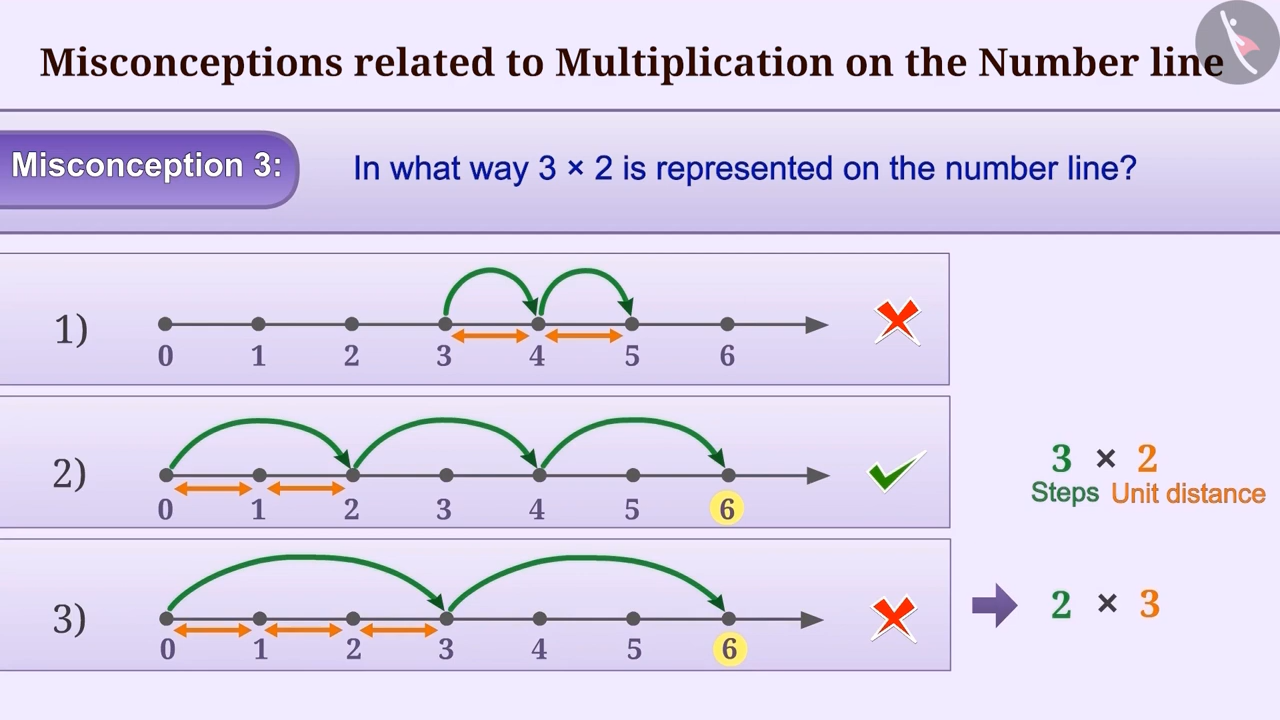 Misconceptions related to Multiplication on the Number line
Misconception 3:
In what way 3 × 2 is represented on the number line?
1)
0 1 2 3 4 5 6
2)
0 1 2 3 4 5 6
3 × 2
Steps Unit distance
3)
0 1 2 3 4 5 6
2 × 3